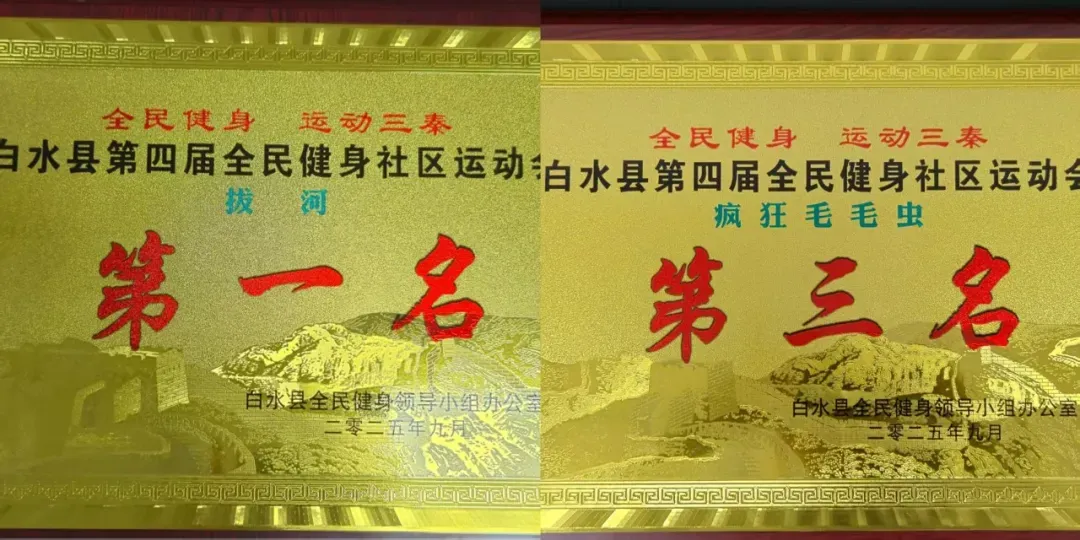 全民健身 运动三秦
白水县第四届全民健身社区运动会
拔 河
第一名
白水县全民健身领导小组办公室
二零二五年九月
全民健身 运动三秦
白水县第四届全民健身社区运动会
疯狂毛毛虫
第三名
白水县全民健身领导小组办公室
二零二五年九月